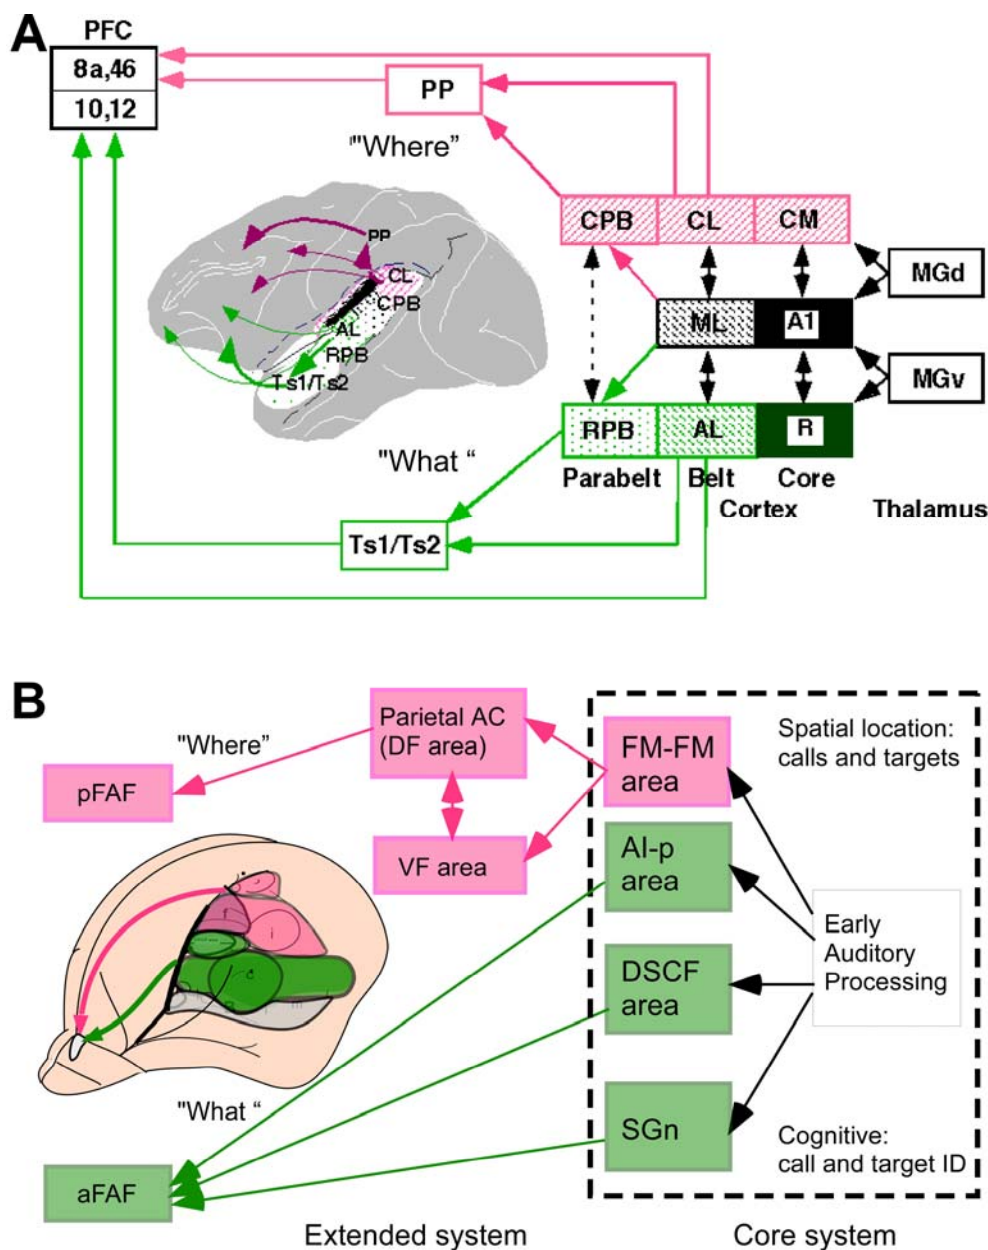 A
PFC
8a,46
10,12
PP
"Where”
CPB
CL
CM
MGd
ML
A1
MGv
RPB
AL
R
Parabelt
Belt
Core
Cortex
Thalamus
"What “
Ts1/Ts2
PP
CL
CPB
AL
RPB
Ts1/Ts2
B
"Where”
pFAF
Parietal AC
(DF area)
VF area
FM-FM
area
Spatial location:
calls and targets
AI-p
area
DSCF
area
Early
Auditory
Processing
SGn
Cognitive:
call and target ID
"What “
aFAF
Extended system
Core system